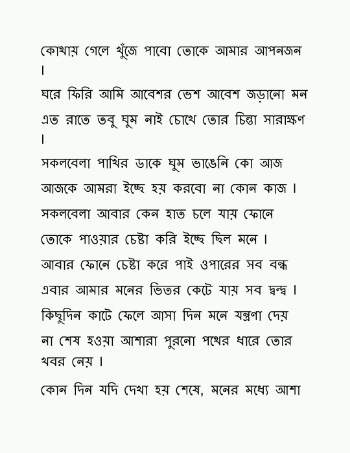 কোথায় গেলে খুঁজে পাবো তোকে আমার আপনজন
।
ঘরে ফিরি আমি আবেশর ভেশ আবেশ জড়ানো মন
এত রাতে তবু ঘুম নাই চোখে তোর চিন্তা সারাক্ষণ
।
সকলবেলা পাখির ডাকে ঘুম ভাঙেনি কো আজ
আজকে আমরা ইচ্ছে হয় করবো না কোন কাজ ।
সকলবেলা আবার কেন হাত চলে যায় ফোনে
তোকে পাওয়ার চেষ্টা করি ইচ্ছে ছিল মনে ।
আবার ফোনে চেষ্টা করে পাই ওপারের সব বন্ধ
এবার আমার মনের ভিতর কেটে যায় সব দ্বন্দ্ব ।
কিছুদিন কাটে ফেলে আসা দিন মনে যন্ত্রণা দেয়
না শেষ হওয়া আশারা পুরনো পথের ধারে তোর
খবর নেয় ।
কোন দিন যদি দেখা হয় শেষে, মনের মধ্যে আশা